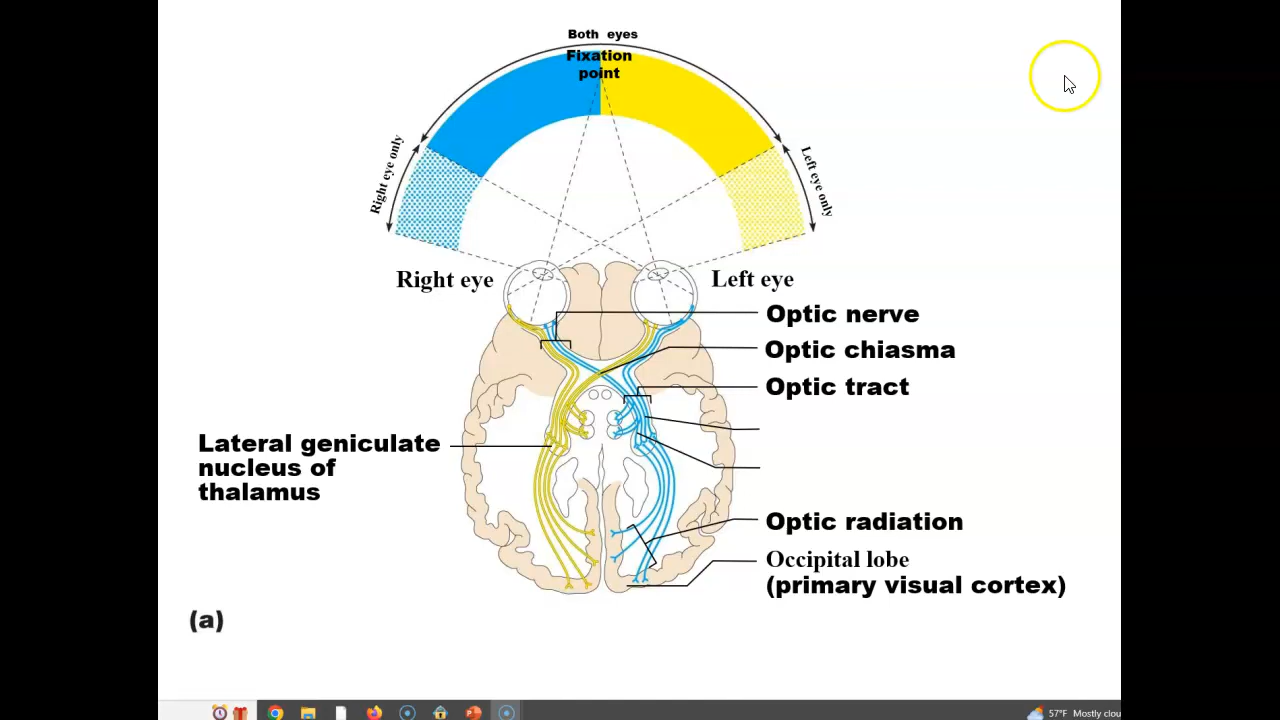 Both eyes
Fixation
point
Right eye only
Left eye only
Right eye
Left eye
Optic nerve
Optic chiasma
Optic tract
Lateral geniculate
nucleus of
thalamus
Optic radiation
Occipital lobe
(primary visual cortex)
(a)
57°F Mostly clou